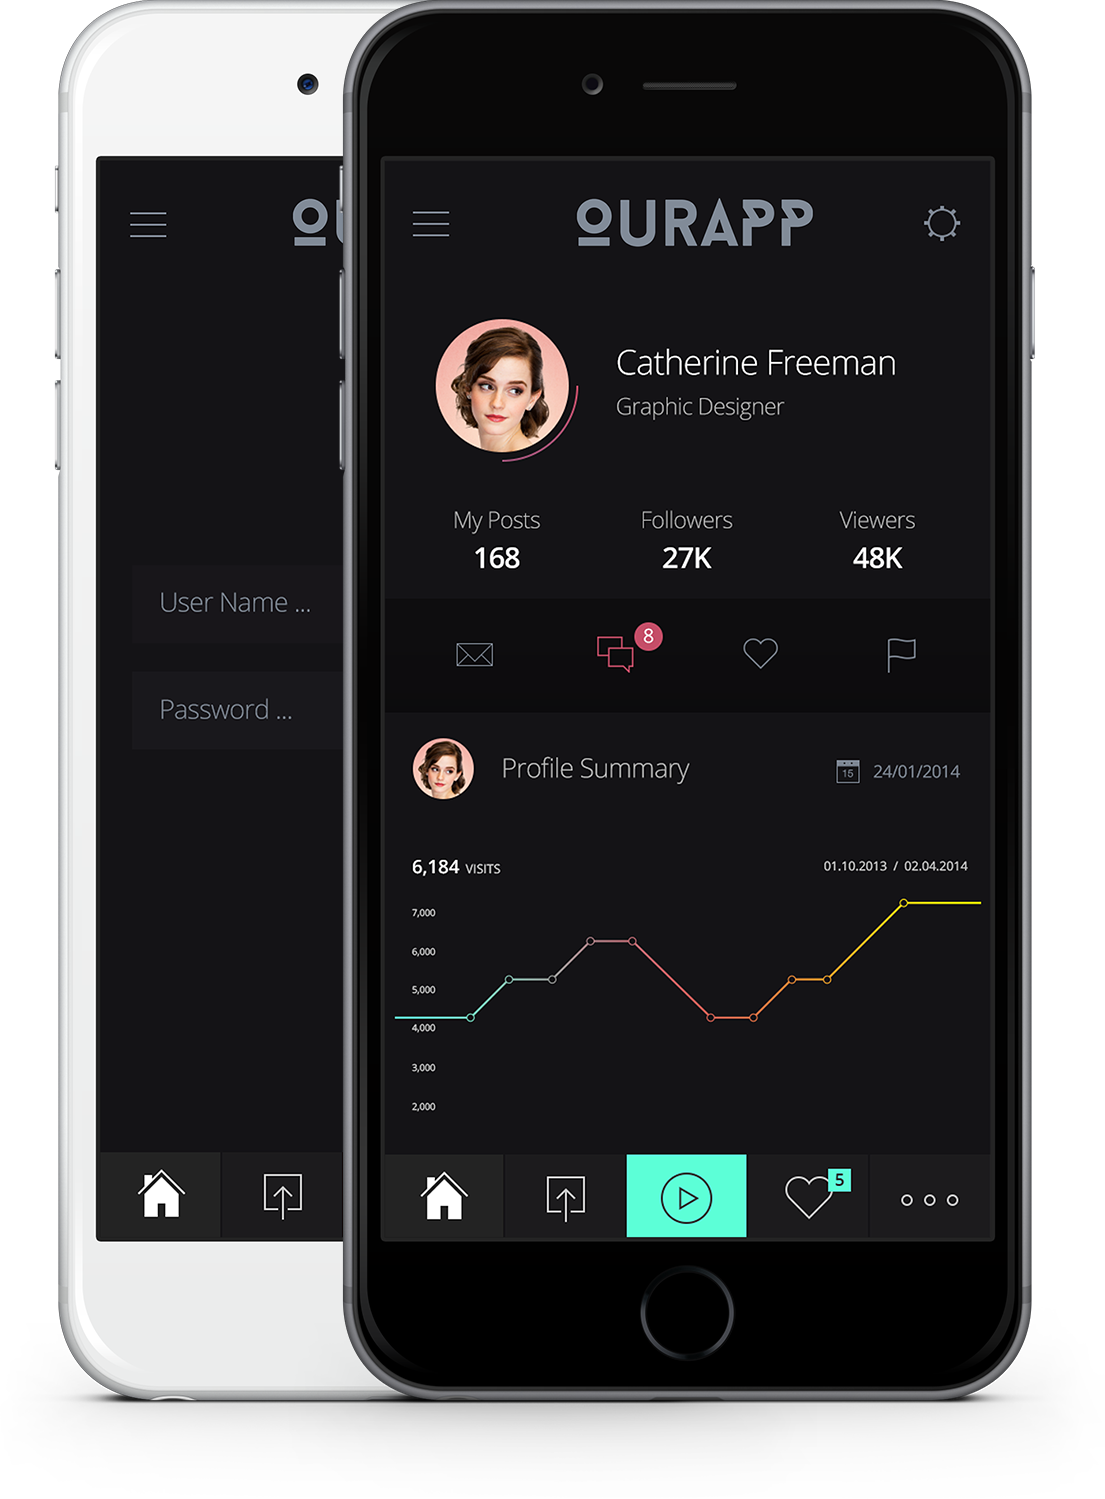 OURAPP
Catherine Freeman
Graphic Designer
My Posts Followers Viewers
168 27K 48K
8
Profile Summary 15 24/01/2014
6,184 VISITS 01.10.2013 / 02.04.2014
7,000
6,000
5,000
4,000
3,000
2,000
5
User Name ...
Password ...